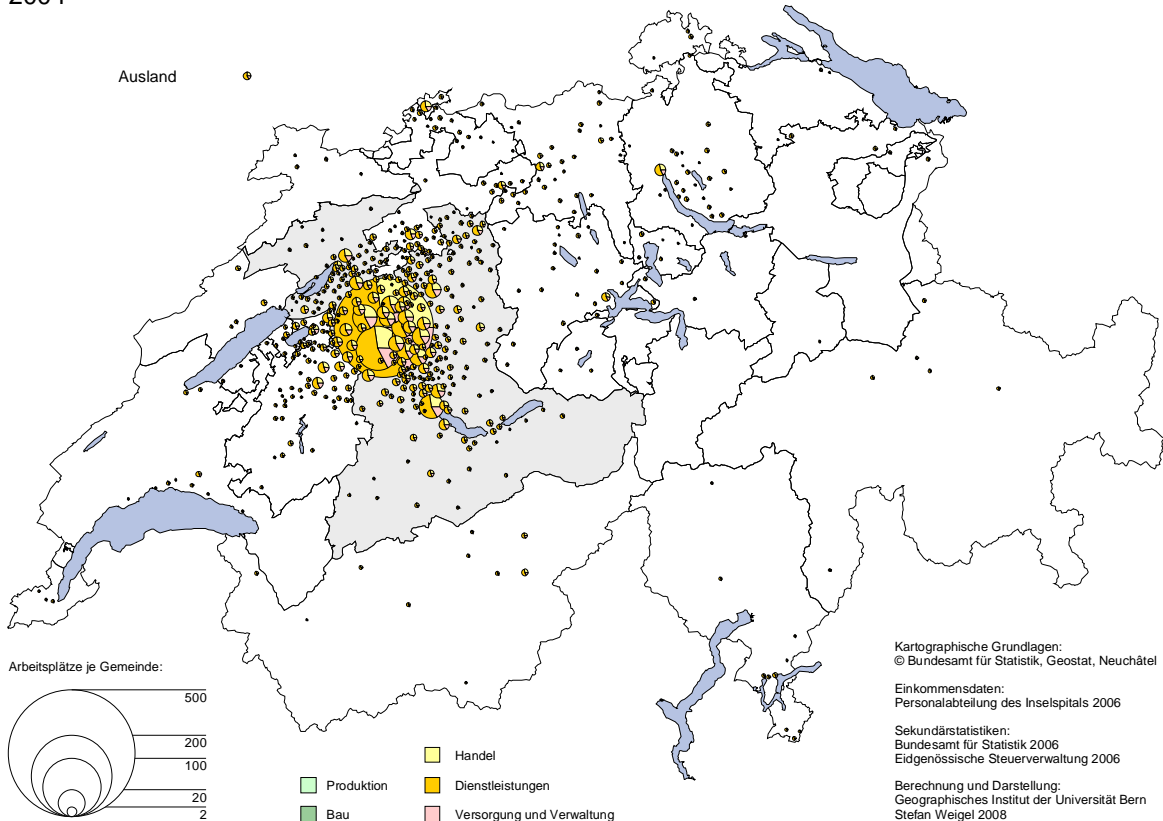 Ausland
Arbeitsplätze je Gemeinde:
500
200
100
20
2
Handel
Produktion
Dienstleistungen
Bau
Versorgung und Verwaltung
Kartographische Grundlagen:
© Bundesamt für Statistik, Geostat, Neuchâtel
Einkommensdaten:
Personalabteilung des Inselspitals 2006
Sekundärstatistiken:
Bundesamt für Statistik 2006
Eidgenössische Steuerverwaltung 2006
Berechnung und Darstellung:
Geographisches Institut der Universität Bern
Stefan Weigel 2008